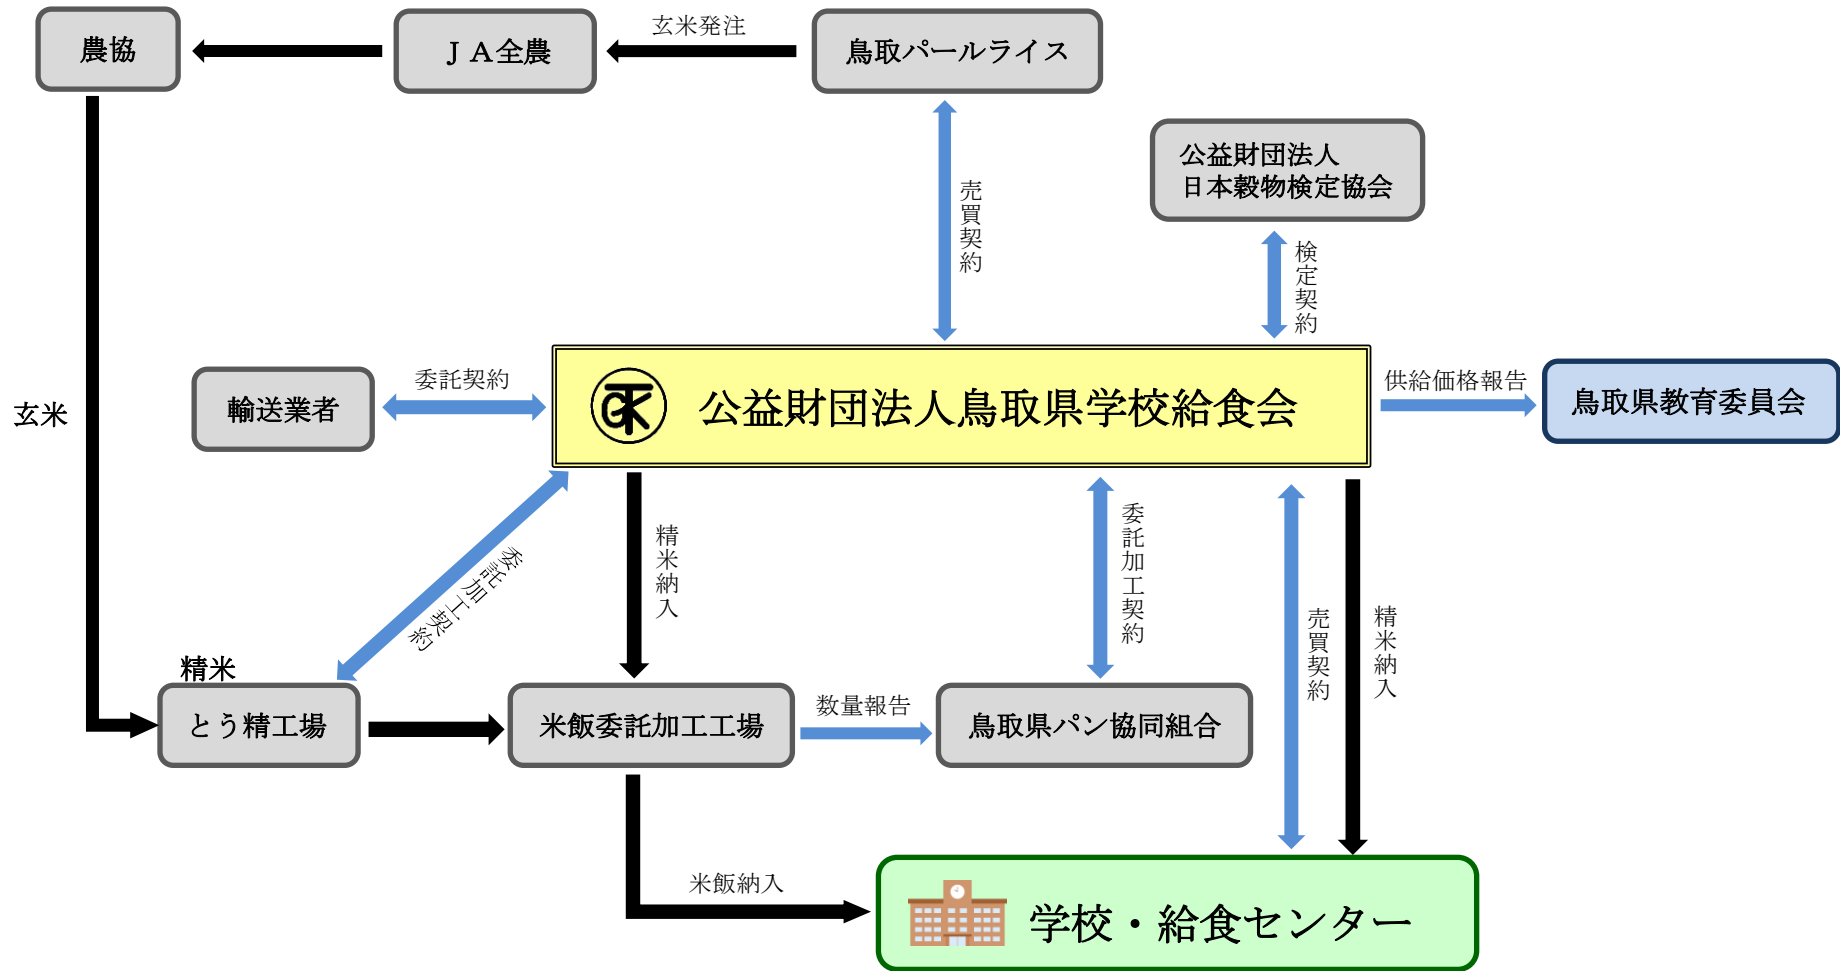 農協
ＪＡ全農
玄米発注
鳥取パールライス
公益財団法人
日本穀物検定協会
売買契約
検定契約
玄米
輸送業者
委託契約
公益財団法人鳥取県学校給食会
供給価格報告
鳥取県教育委員会
委託加工契約
精米納入
委託加工契約
売買契約
精米納入
精米
とう精工場
米飯委託加工工場
数量報告
鳥取県パン協同組合
米飯納入
学校・給食センター